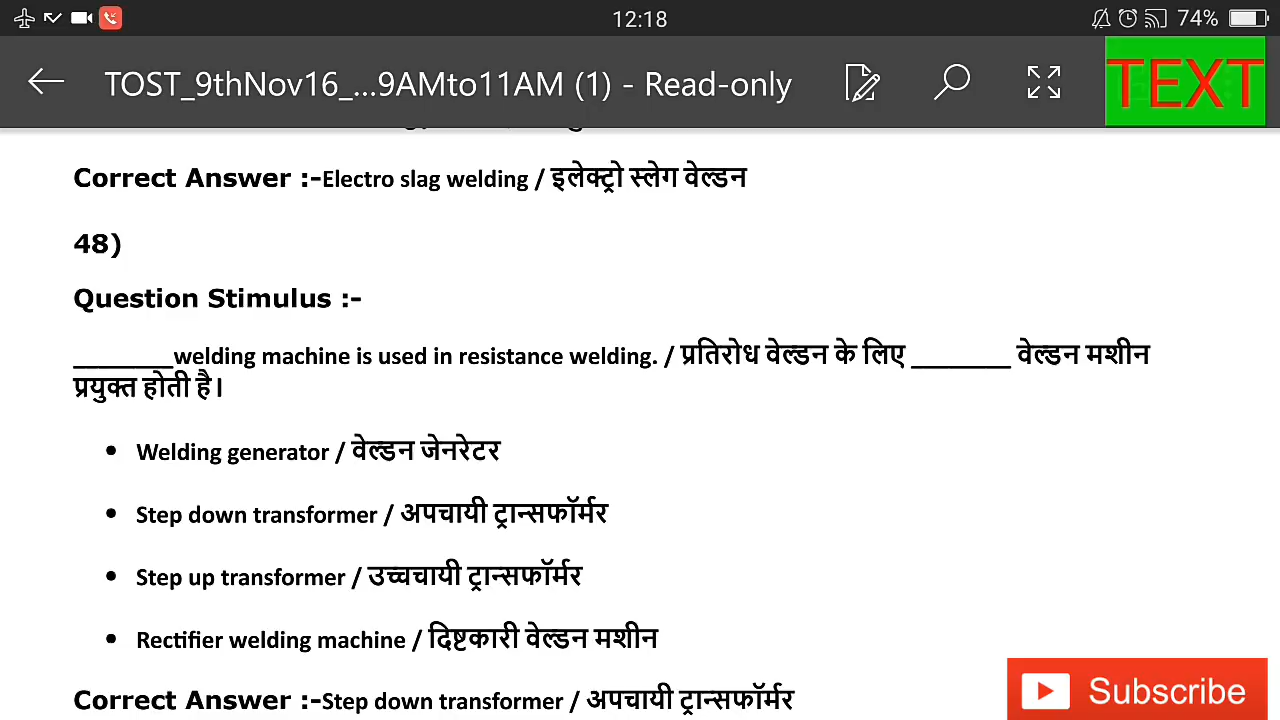 12:18
74%
TOST_9thNov16_...9AMto11AM (1) - Read-only
TEXT
Correct Answer :-Electro slag welding / इलेक्ट्रो स्लेग वेल्डन
48)
Question Stimulus :-
________welding machine is used in resistance welding. / प्रतिरोध वेल्डन के लिए ________ वेल्डन मशीन
प्रयुक्त होती है।
• Welding generator / वेल्डन जेनरेटर
• Step down transformer / अपचायी ट्रान्सफॉर्मर
• Step up transformer / उच्चचायी ट्रान्सफॉर्मर
• Rectifier welding machine / दिष्टकारी वेल्डन मशीन
Correct Answer :-Step down transformer / अपचायी ट्रान्सफॉर्मर
Subscribe